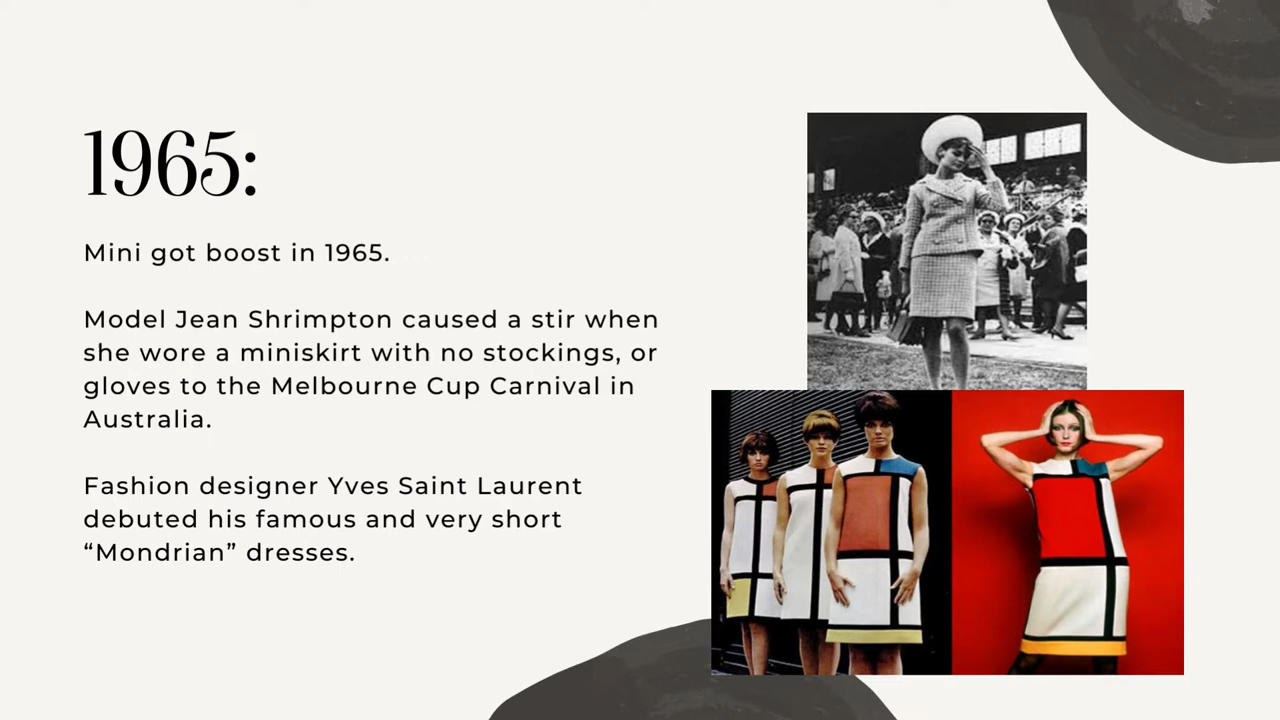 1965:
Mini got boost in 1965.
Model Jean Shrimpton caused a stir when
she wore a miniskirt with no stockings, or
gloves to the Melbourne Cup Carnival in
Australia.
Fashion designer Yves Saint Laurent
debuted his famous and very short
“Mondrian” dresses.